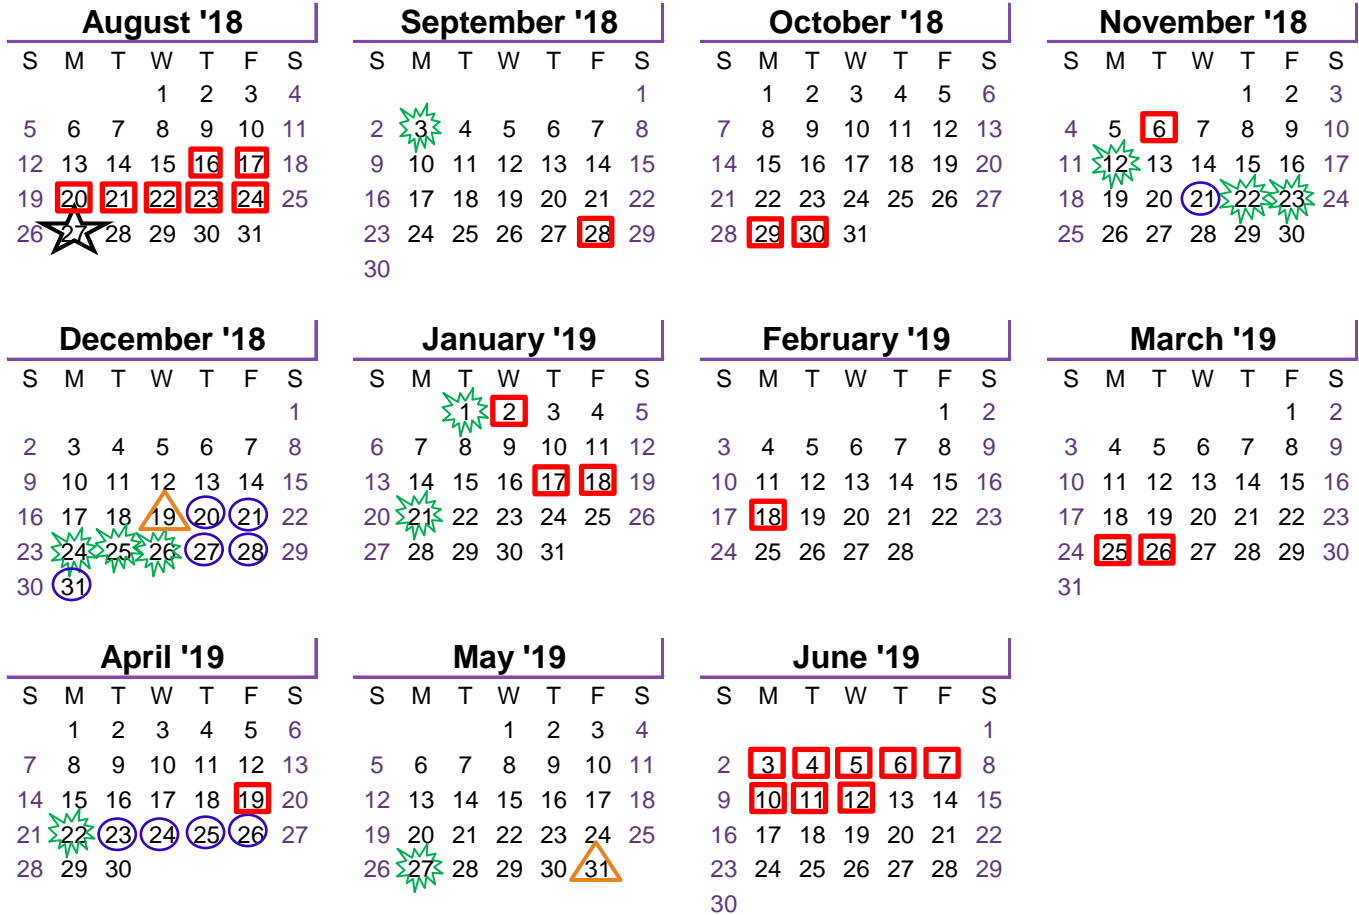 August '18
S M T W T F S
1 2 3 4
5 6 7 8 9 10 11
12 13 14 15 16 17 18
19 20 21 22 23 24 25
26 27 28 29 30 31
September '18
S M T W T F S
1
2 3 4 5 6 7 8
9 10 11 12 13 14 15
16 17 18 19 20 21 22
23 24 25 26 27 28 29
30
October '18
S M T W T F S
1 2 3 4 5 6
7 8 9 10 11 12 13
14 15 16 17 18 19 20
21 22 23 24 25 26 27
28 29 30 31
November '18
S M T W T F S
1 2 3
4 5 6 7 8 9 10
11 12 13 14 15 16 17
18 19 20 21 22 23 24
25 26 27 28 29 30
December '18
S M T W T F S
1
2 3 4 5 6 7 8
9 10 11 12 13 14 15
16 17 18 19 20 21 22
23 24 25 26 27 28 29
30 31
January '19
S M T W T F S
1 2 3 4 5
6 7 8 9 10 11 12
13 14 15 16 17 18 19
20 21 22 23 24 25 26
27 28 29 30 31
February '19
S M T W T F S
1 2
3 4 5 6 7 8 9
10 11 12 13 14 15 16
17 18 19 20 21 22 23
24 25 26 27 28
March '19
S M T W T F S
1 2
3 4 5 6 7 8 9
10 11 12 13 14 15 16
17 18 19 20 21 22 23
24 25 26 27 28 29 30
31
April '19
S M T W T F S
1 2 3 4 5 6
7 8 9 10 11 12 13
14 15 16 17 18 19 20
21 22 23 24 25 26 27
28 29 30
May '19
S M T W T F S
1 2 3 4
5 6 7 8 9 10 11
12 13 14 15 16 17 18
19 20 21 22 23 24 25
26 27 28 29 30 31
June '19
S M T W T F S
1
2 3 4 5 6 7 8
9 10 11 12 13 14 15
16 17 18 19 20 21 22
23 24 25 26 27 28 29
30